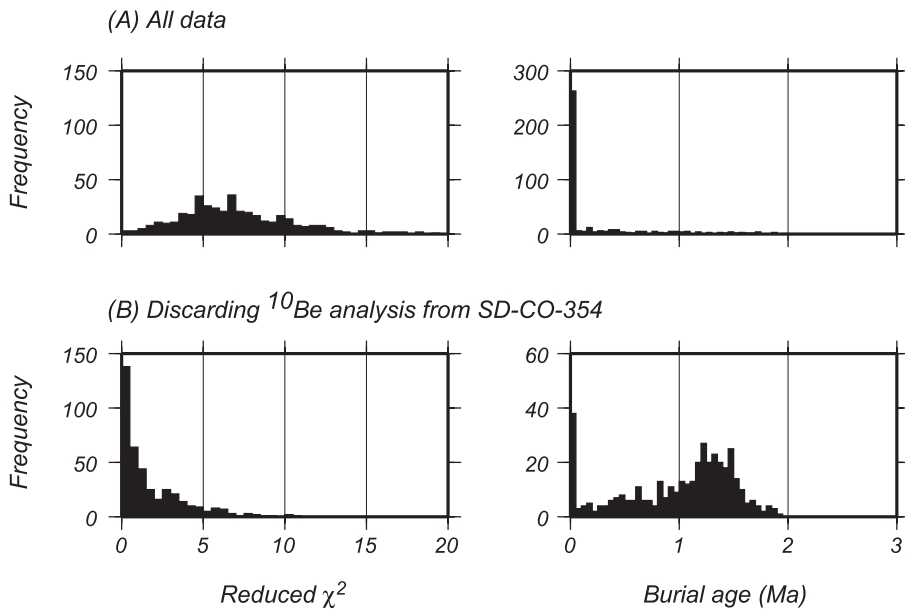 (A) All data
150
100
50
0
Frequency
300
200
100
0
(B) Discarding 10Be analysis from SD-CO-354
150
100
50
0
Frequency
0 5 10 15 20
Reduced χ2
60
40
20
0
0 1 2 3
Burial age (Ma)